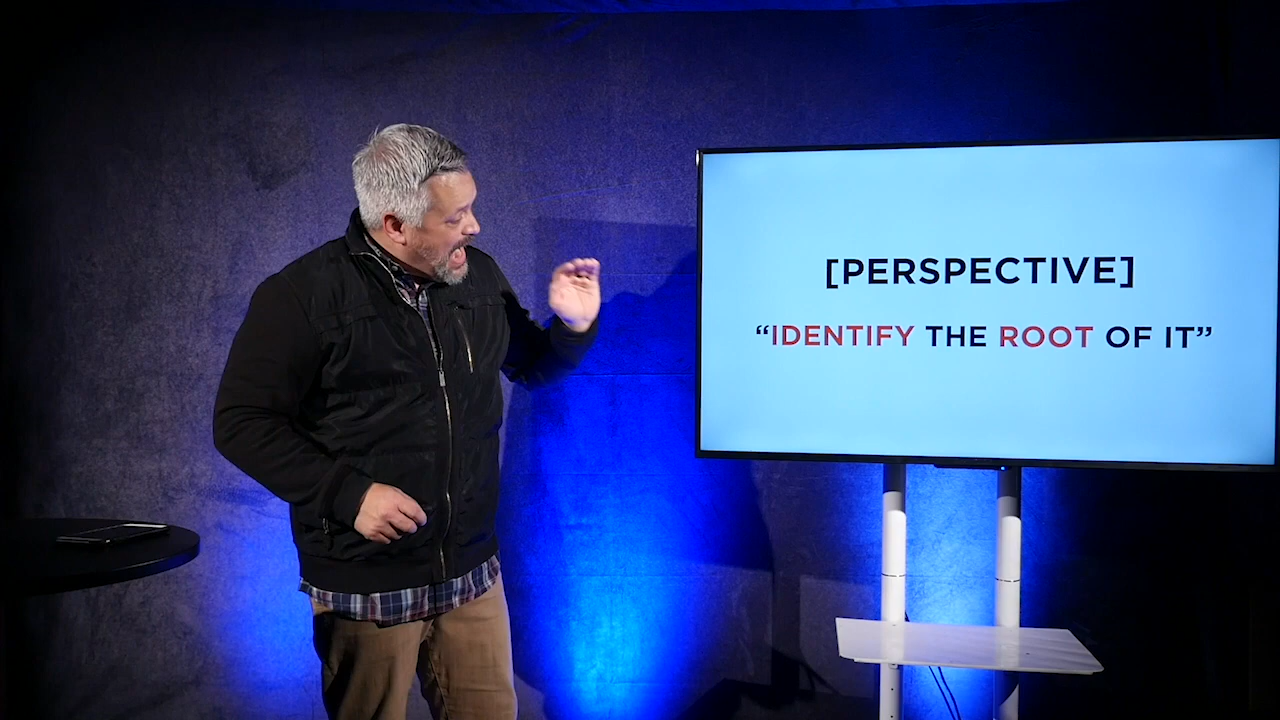 [PERSPECTIVE]
“IDENTIFY THE ROOT OF IT”